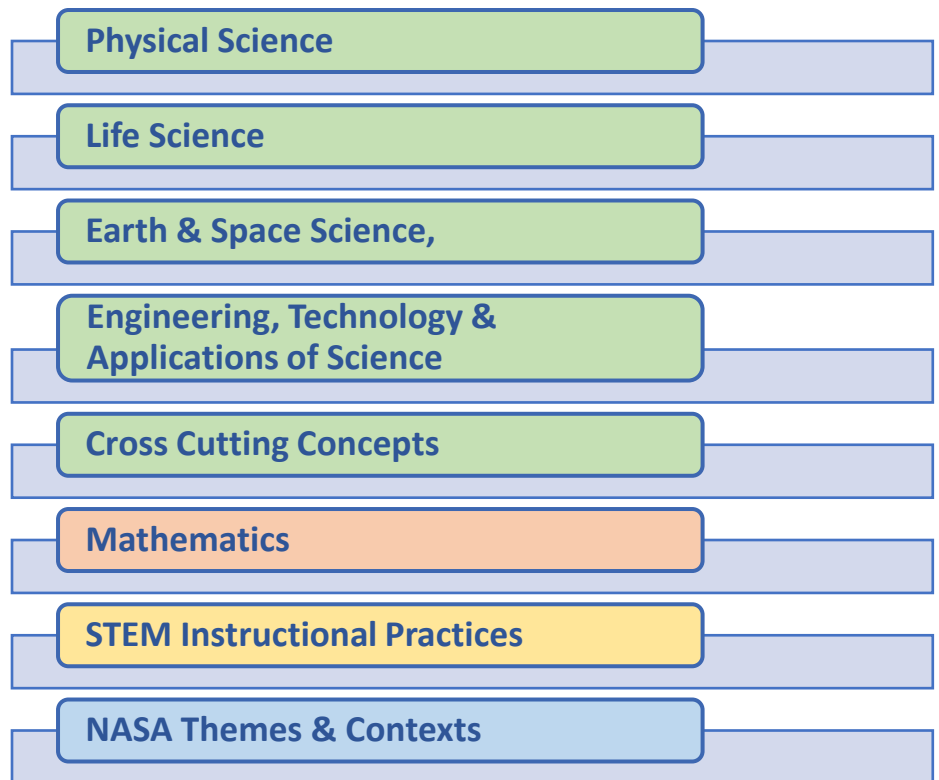 Physical Science
Life Science
Earth & Space Science,
Engineering, Technology &
Applications of Science
Cross Cutting Concepts
Mathematics
STEM Instructional Practices
NASA Themes & Contexts